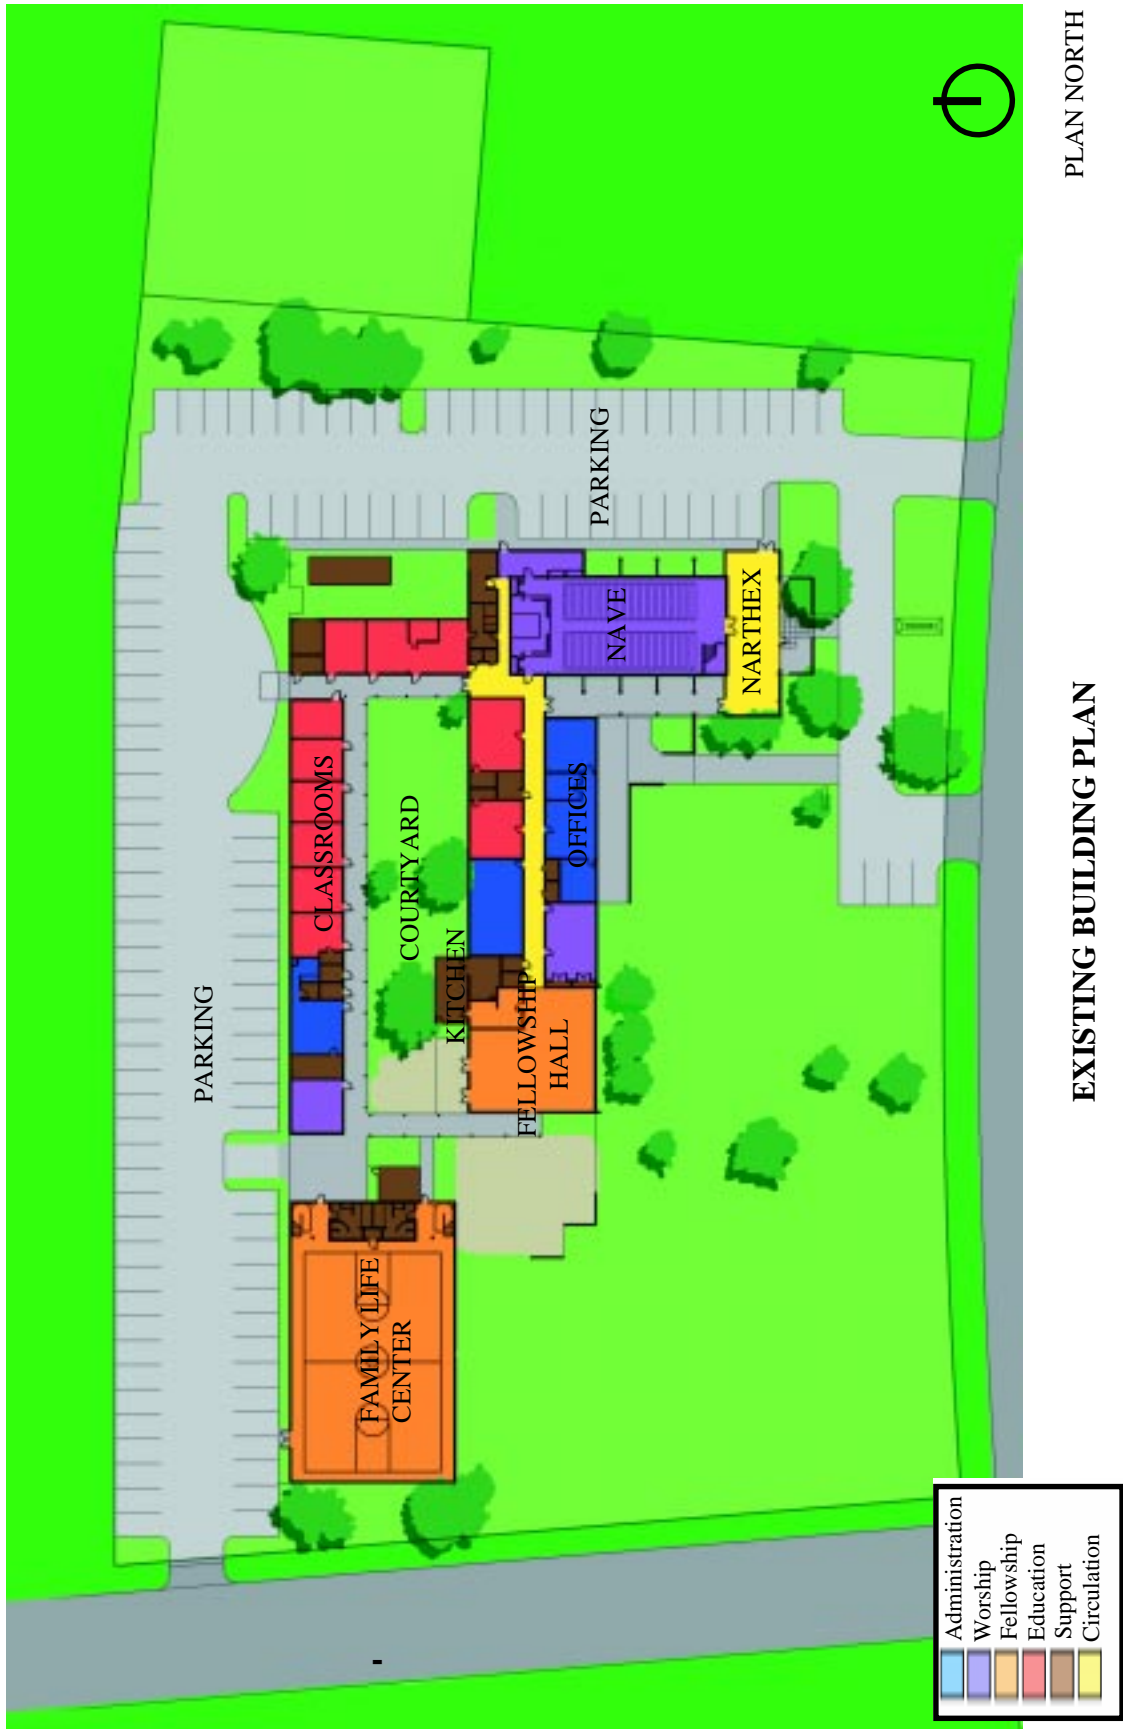 PARKING
CLASSROOMS
COURTYARD
KITCHEN
FELLOWSHIP
HALL
FAMILY LIFE
CENTER
OFFICES
NAVE
NARTHEX
PARKING
Administration
Worship
Fellowship
Education
Support
Circulation
EXISTING BUILDING PLAN
PLAN NORTH